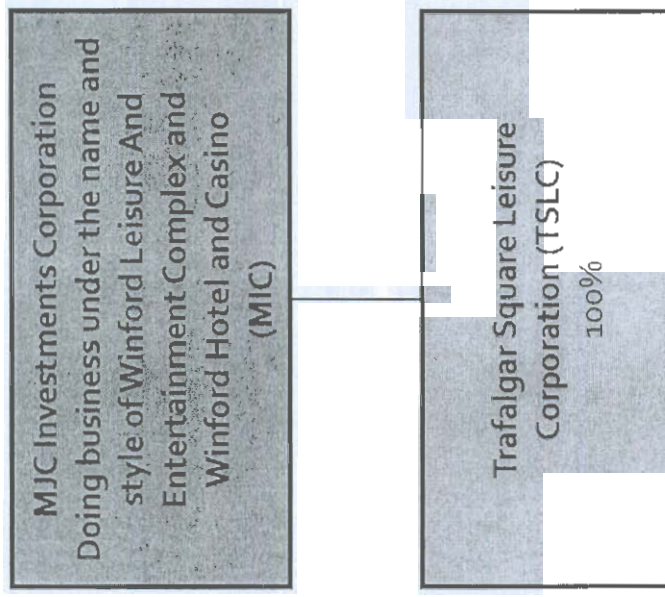 MJC Investments Corporation
Doing business under the name and
style of Winford Leisure And
Entertainment Complex and
Winford Hotel and Casino
(MIC)
Trafalgar Square Leisure
Corporation (TSLC)
100%